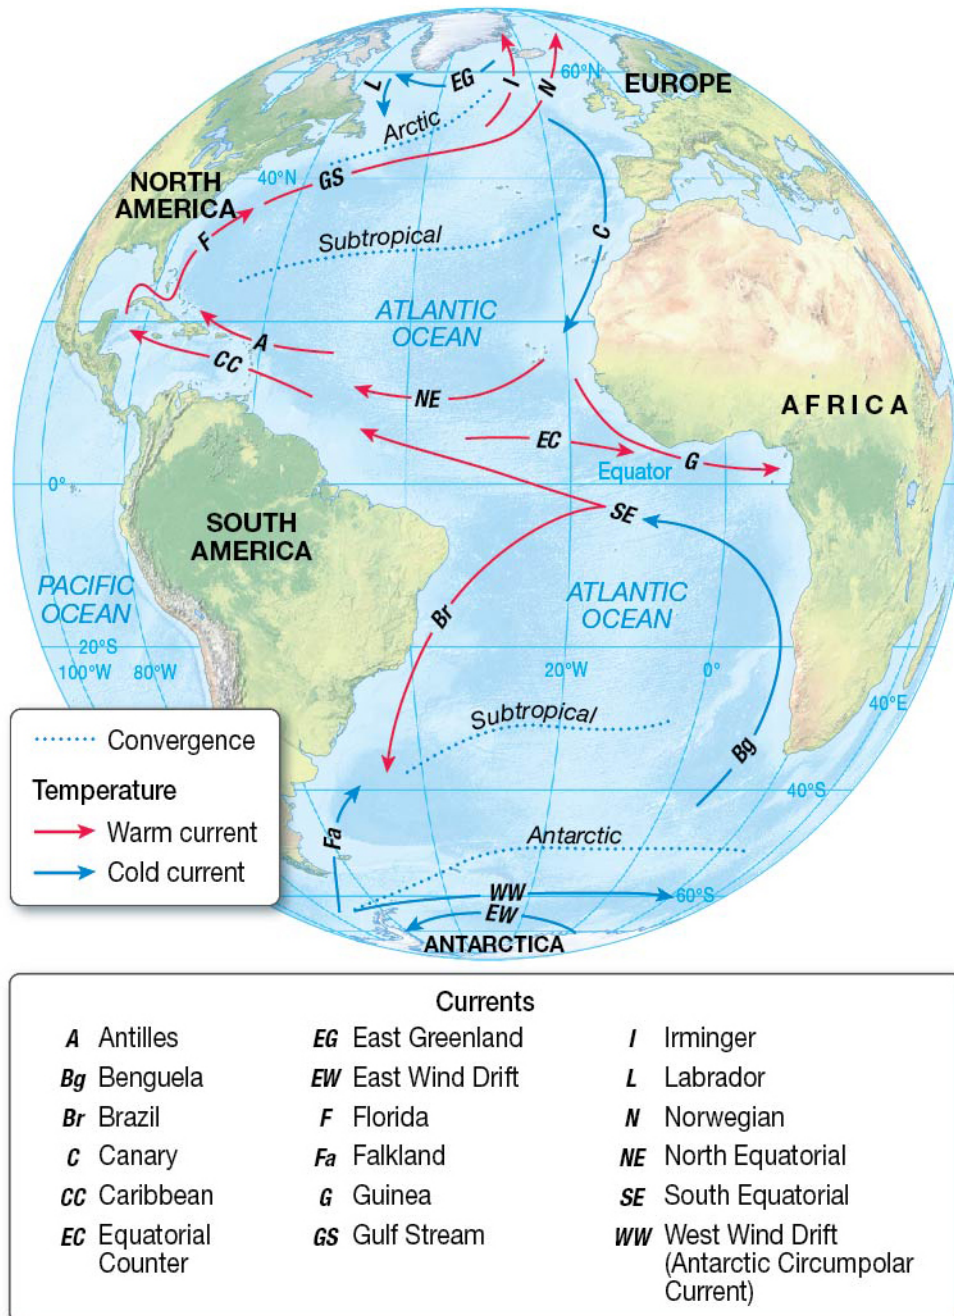 EG
I
N
60°N
EUROPE
L
Arctic
NORTH
AMERICA
40°N
GS
F
Subtropical
C
ATLANTIC
OCEAN
A
CC
NE
AFRICA
EC
G
Equator
0°
SE
SOUTH
AMERICA
PACIFIC
OCEAN
Br
ATLANTIC
OCEAN
20°S
100°W 80°W
20°W
0°
40°E
Subtropical
Bg
40°S
Fa
Antarctic
WW
60°S
EW
ANTARCTICA
Convergence
Temperature
Warm current
Cold current
Currents
A Antilles
Bg Benguela
Br Brazil
C Canary
CC Caribbean
EC Equatorial
Counter
EG East Greenland
EW East Wind Drift
F Florida
Fa Falkland
G Guinea
GS Gulf Stream
I Irminger
L Labrador
N Norwegian
NE North Equatorial
SE South Equatorial
WW West Wind Drift
(Antarctic Circumpolar
Current)